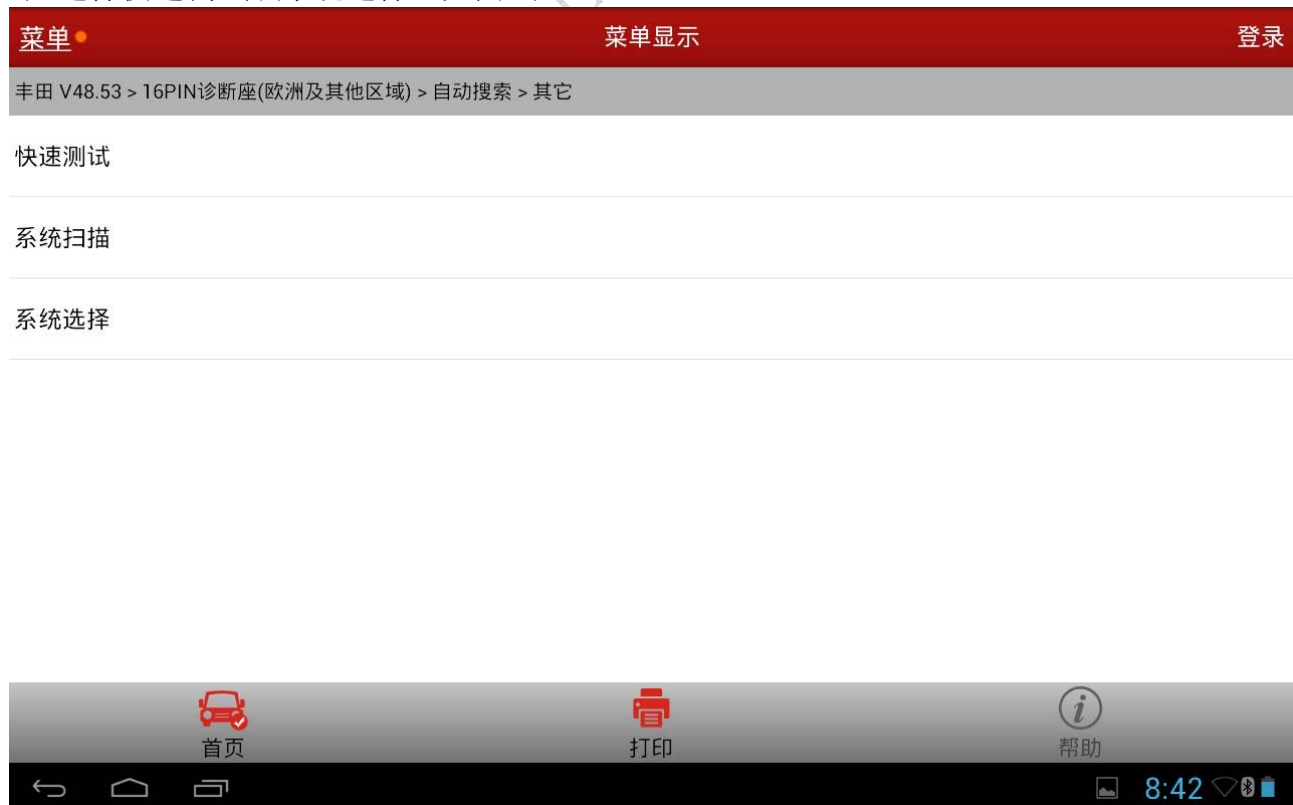 菜单
菜单显示
登录
丰田 V48.53 > 16PIN诊断座(欧洲及其他区域) > 自动搜索 > 其它
快速测试
系统扫描
系统选择
首页
打印
帮助
8:42